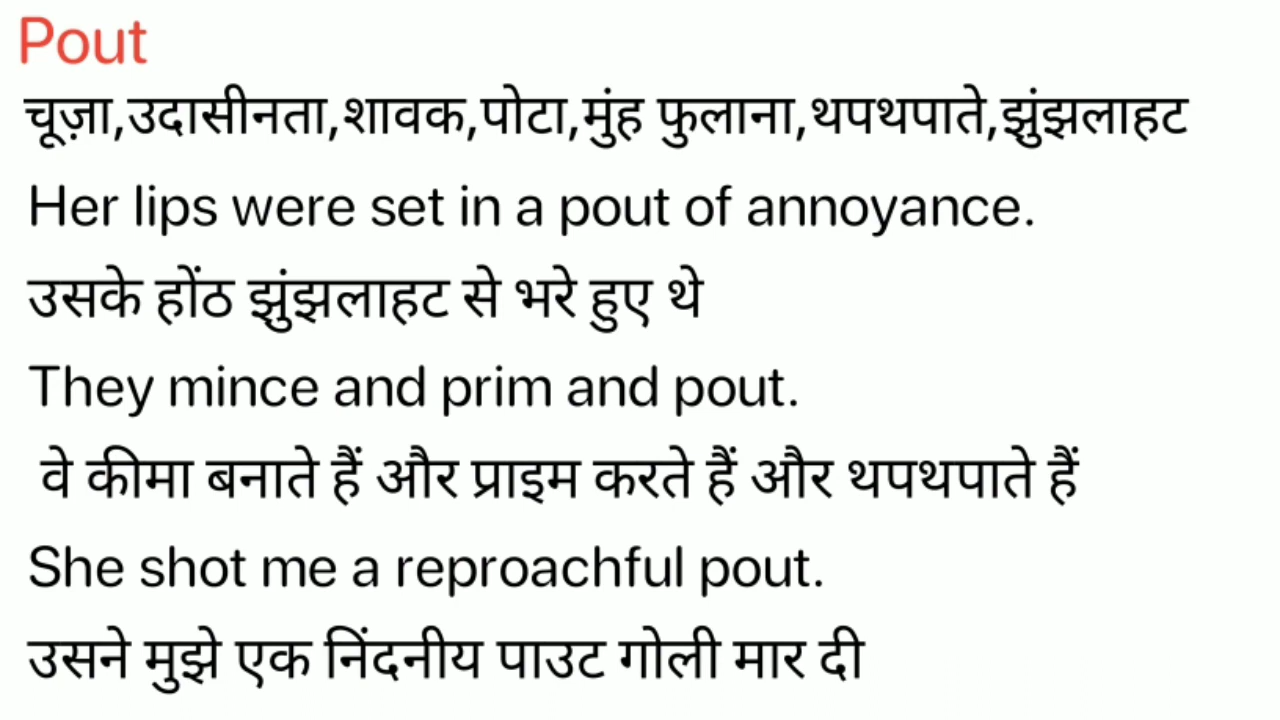 Pout
चूज़ा,उदासीनता,शावक,पोटा,मुंह फुलाना,थपथपाते,झुंझलाहट
Her lips were set in a pout of annoyance.
उसके होंठ झुंझलाहट से भरे हुए थे
They mince and prim and pout.
वे कीमा बनाते हैं और प्राइम करते हैं और थपथपाते हैं
She shot me a reproachful pout.
उसने मुझे एक निंदनीय पाउट गोली मार दी